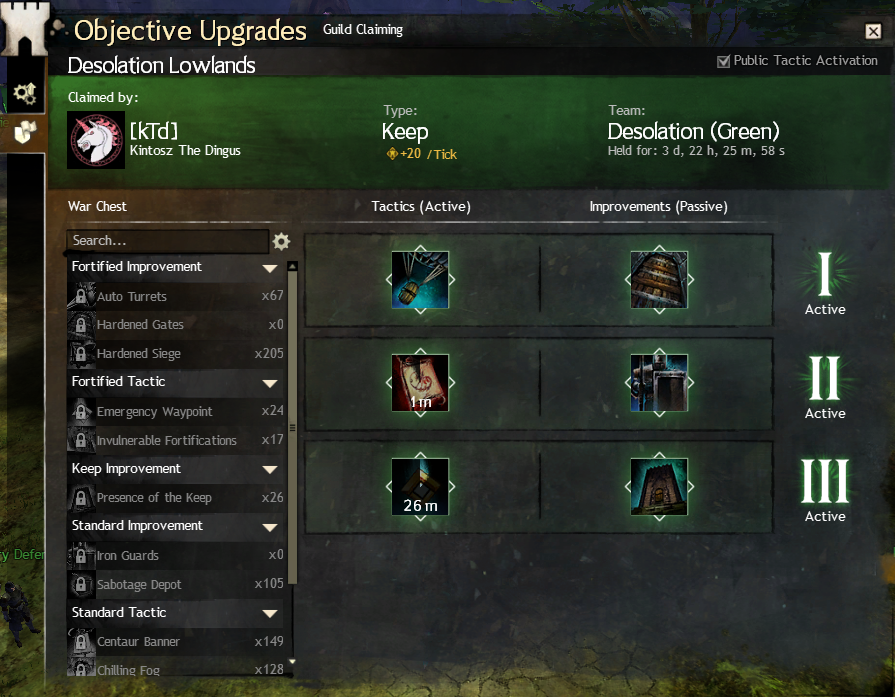 Objective Upgrades Guild Claiming
Desolation Lowlands
Public Tactic Activation
Claimed by:
[kTd]
Kintosz The Dingus
Type:
Keep
+20 /Tick
Team:
Desolation (Green)
Held for: 3 d, 22 h, 25 m, 58 s
War Chest
Tactics (Active)
Improvements (Passive)
Search...
Fortified Improvement
Auto Turrets x67
Hardened Gates x0
Hardened Siege x205
Fortified Tactic
Emergency Waypoint x24
Invulnerable Fortifications x17
Keep Improvement
Presence of the Keep x26
Standard Improvement
Iron Guards x0
Sabotage Depot x105
Standard Tactic
Centaur Banner x149
Chilling Fog x128
I
Active
1m
II
Active
26m
III
Active